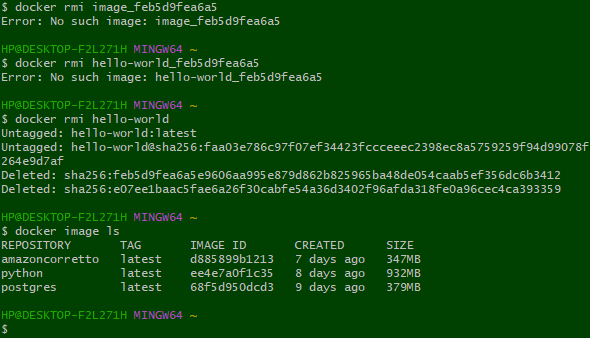 $ docker rmi image_feb5d9fea6a5
Error: No such image: image_feb5d9fea6a5
HP@DESKTOP-F2L271H MINGW64 ~
$ docker rmi hello-world_feb5d9fea6a5
Error: No such image: hello-world_feb5d9fea6a5
HP@DESKTOP-F2L271H MINGW64 ~
$ docker rmi hello-world
Untagged: hello-world:latest
Untagged: hello-world@sha256:faa03e786c97f07ef34423fccceeec2398ec8a5759259f94d99078f
264e9d7af
Deleted: sha256:feb5d9fea6a5e9606aa995e879d862b825965ba48de054caab5ef356dc6b3412
Deleted: sha256:e07ee1baac5fae6a26f30cabfe54a36d3402f96afda318fe0a96cec4ca393359
HP@DESKTOP-F2L271H MINGW64 ~
$ docker image ls
REPOSITORY TAG IMAGE ID CREATED SIZE
amazoncorretto latest d885899b1213 7 days ago 347MB
python latest ee4e7a0f1c35 8 days ago 932MB
postgres latest 68f5d950dcd3 9 days ago 379MB
HP@DESKTOP-F2L271H MINGW64 ~
$